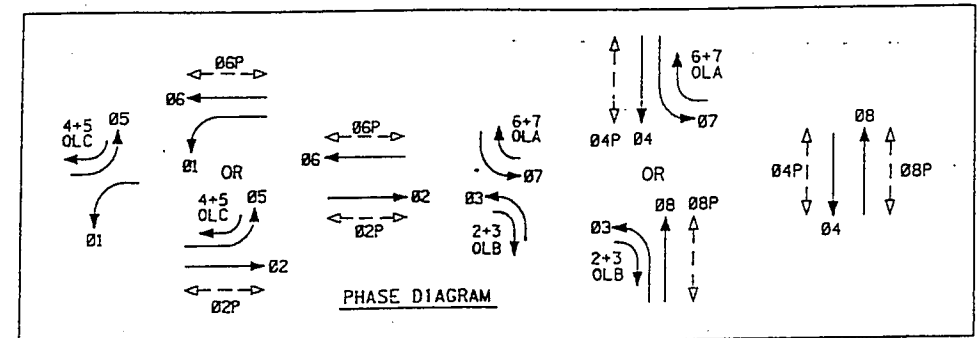 4+5
OLC
Ø5
Ø1
Ø6P
Ø6
Ø1
OR
4+5
OLC
Ø5
Ø2
Ø2P
Ø6P
Ø6
Ø2
Ø2P
6+7
OLA
Ø7
Ø3
2+3
OLB
Ø4P
Ø4
6+7
OLA
Ø7
OR
Ø3
2+3
OLB
Ø8
Ø8P
Ø4P
Ø4
Ø8
Ø8P
PHASE DIAGRAM